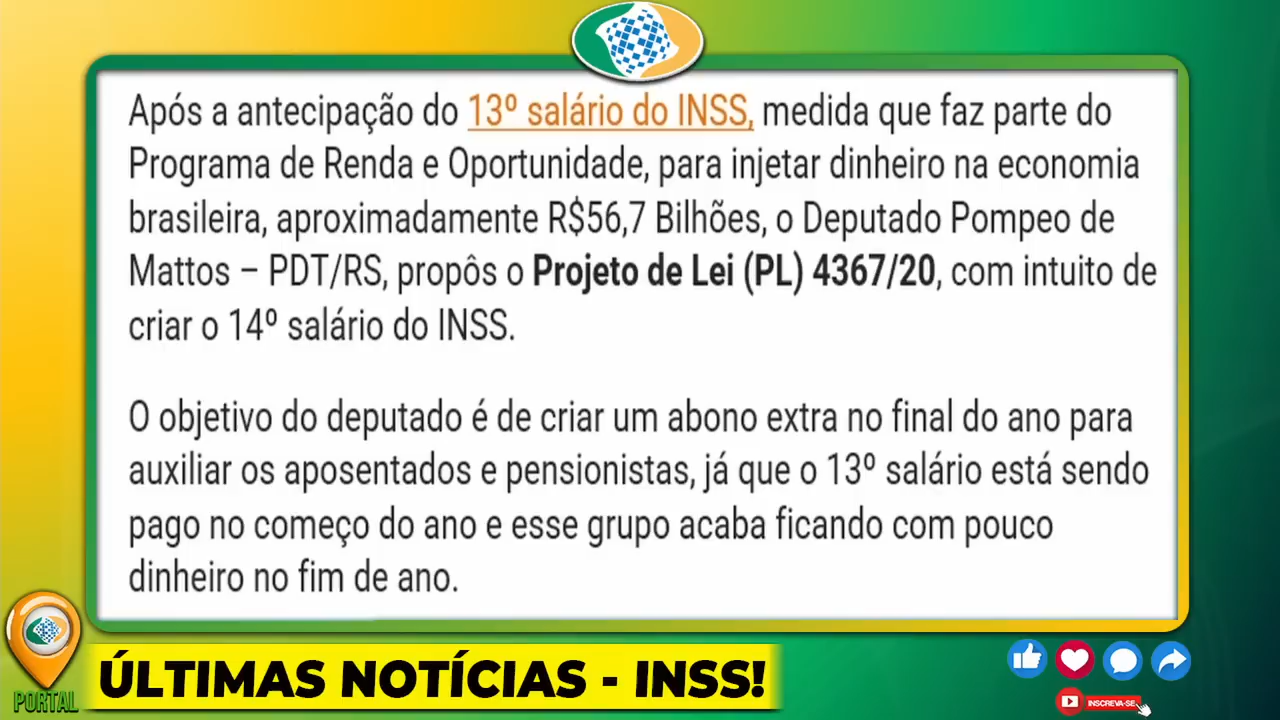 Após a antecipação do 13º salário do INSS, medida que faz parte do
Programa de Renda e Oportunidade, para injetar dinheiro na economia
brasileira, aproximadamente R$56,7 Bilhões, o Deputado Pompeo de
Mattos – PDT/RS, propôs o Projeto de Lei (PL) 4367/20, com intuito de
criar o 14º salário do INSS.
O objetivo do deputado é de criar um abono extra no final do ano para
auxiliar os aposentados e pensionistas, já que o 13º salário está sendo
pago no começo do ano e esse grupo acaba ficando com pouco
dinheiro no fim de ano.
PORTAL
ÚLTIMAS NOTÍCIAS - INSS!
INSCREVA-SE